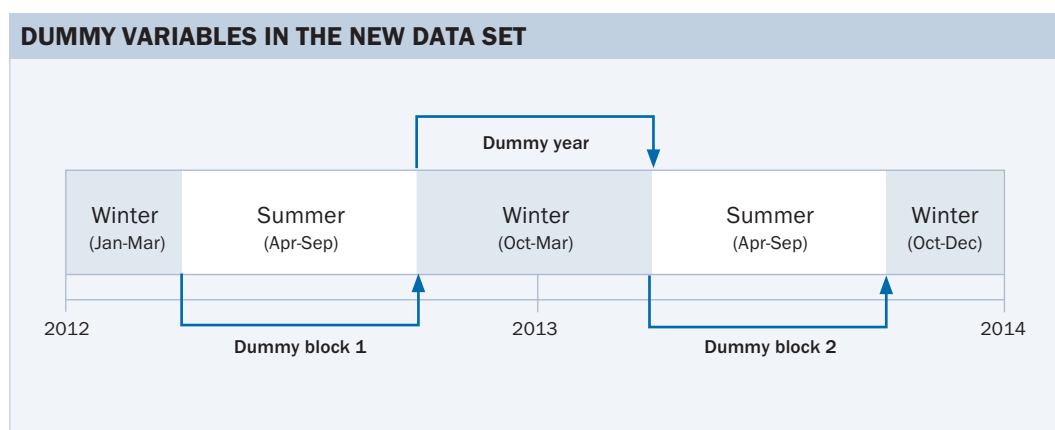 DUMMY VARIABLES IN THE NEW DATA SET
Dummy year
Winter
(Jan-Mar)
Summer
(Apr-Sep)
Winter
(Oct-Mar)
Summer
(Apr-Sep)
Winter
(Oct-Dec)
2012
2013
2014
Dummy block 1
Dummy block 2